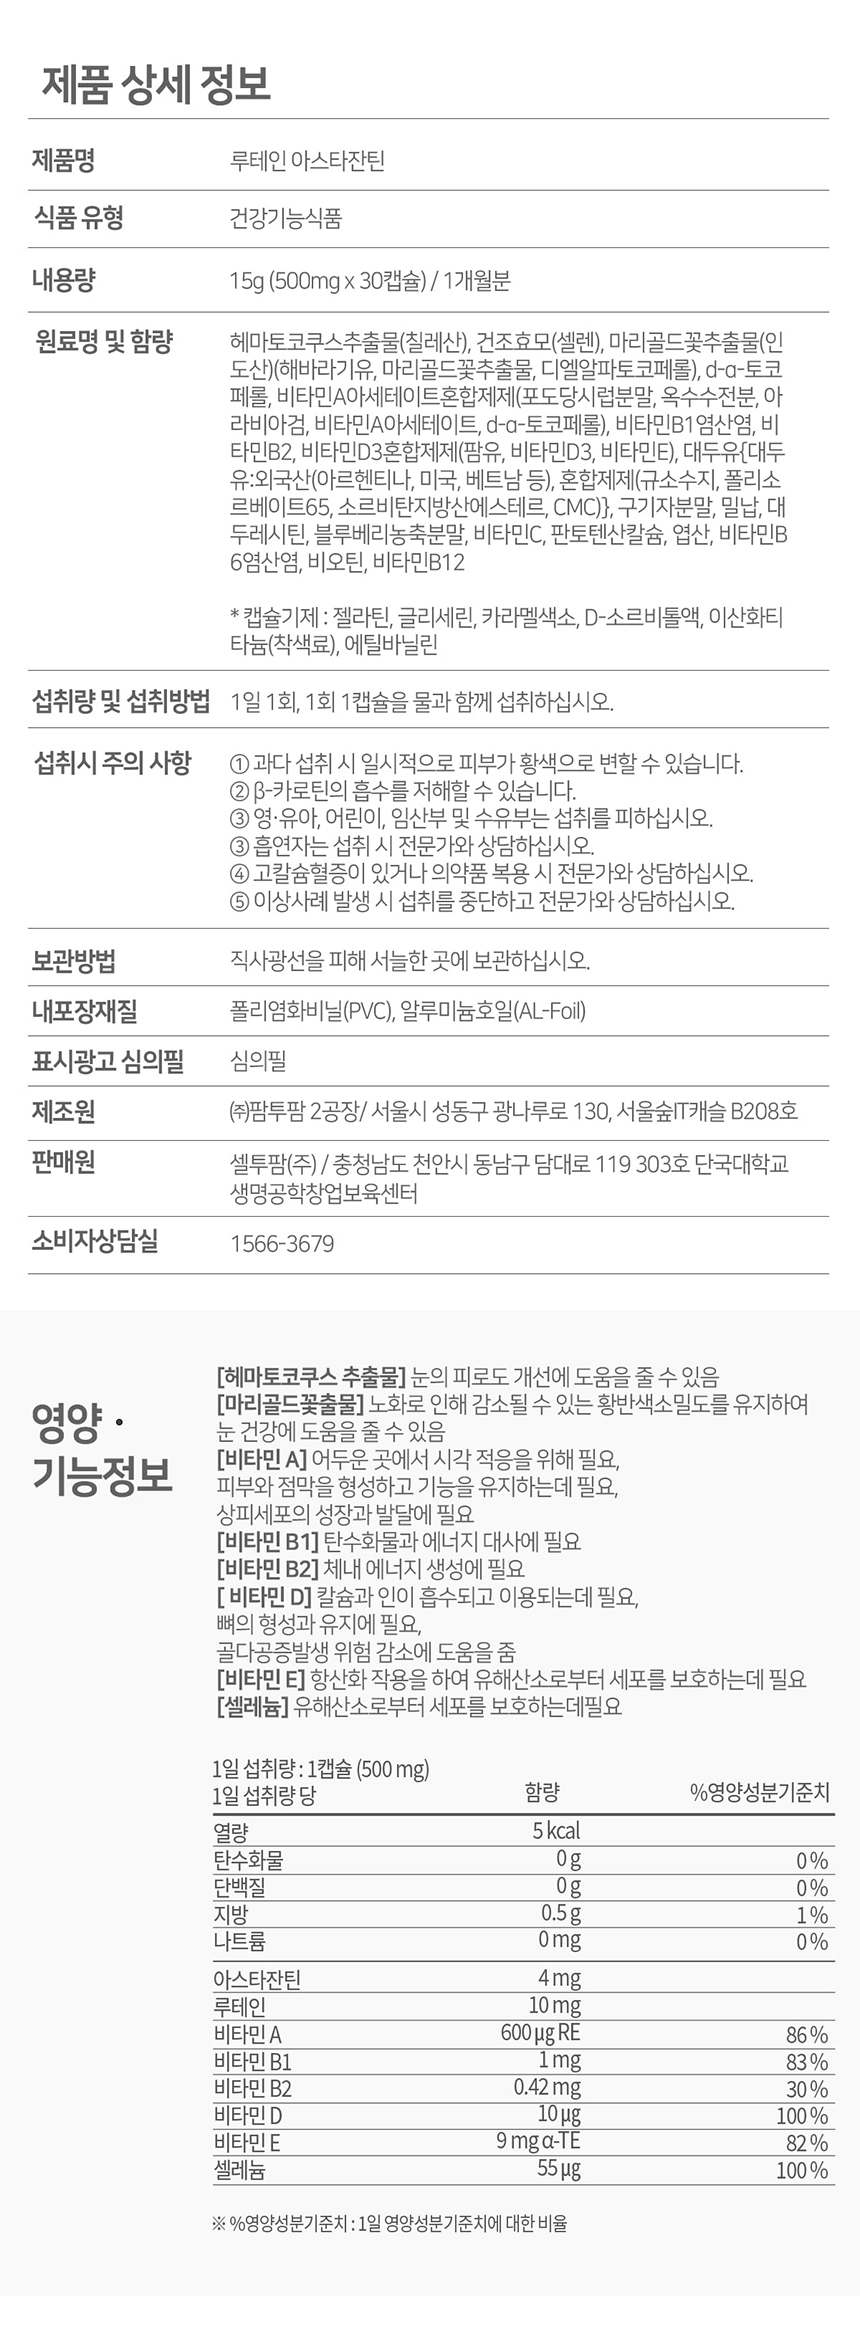 제품 상세 정보
제품명 루테인 아스타잔틴
식품 유형 건강기능식품
내용량 15g (500mg x 30캡슐) / 1개월분
원료명 및 함량 헤마토코쿠스추출물(칠레산), 건조효모(셀렌), 마리골드꽃추출물(인
도산)(해바라기유, 마리골드꽃추출물, 디엘알파토코페롤), d-α-토코
페롤, 비타민A아세테이트혼합제제(포도당시럽분말, 옥수수전분, 아
라비아검, 비타민A아세테이트, d-α-토코페롤), 비타민B1염산염, 비
타민B2, 비타민D3혼합제제(팜유, 비타민D3, 비타민E), 대두유{대두
유:외국산(아르헨티나, 미국, 베트남 등), 혼합제제(규소수지, 폴리소
르베이트65, 소르비탄지방산에스테르, CMC)}, 구기자분말, 밀납, 대
두레시틴, 블루베리농축분말, 비타민C, 판토텐산칼슘, 엽산, 비타민B
6염산염, 비오틴, 비타민B12
* 캡슐기제 : 젤라틴, 글리세린, 카라멜색소, D-소르비톨액, 이산화티
타늄(착색료), 에틸바닐린
섭취량 및 섭취방법 1일 1회, 1회 1캡슐을 물과 함께 섭취하십시오.
섭취시 주의 사항 ① 과다 섭취 시 일시적으로 피부가 황색으로 변할 수 있습니다.
② β-카로틴의 흡수를 저해할 수 있습니다.
③ 영·유아, 어린이, 임산부 및 수유부는 섭취를 피하십시오.
③ 흡연자는 섭취 시 전문가와 상담하십시오.
④ 고칼슘혈증이 있거나 의약품 복용 시 전문가와 상담하십시오.
⑤ 이상사례 발생 시 섭취를 중단하고 전문가와 상담하십시오.
보관방법 직사광선을 피해 서늘한 곳에 보관하십시오.
내포장재질 폴리염화비닐(PVC), 알루미늄호일(AL-Foil)
표시광고 심의필 심의필
제조원 ㈜팜투팜 2공장/ 서울시 성동구 광나루로 130, 서울숲IT캐슬 B208호
판매원 셀투팜(주) / 충청남도 천안시 동남구 담대로 119 303호 단국대학교
생명공학창업보육센터
소비자상담실 1566-3679
영양·
기능정보
[헤마토코쿠스 추출물] 눈의 피로도 개선에 도움을 줄 수 있음
[마리골드꽃출물] 노화로 인해 감소될 수 있는 황반색소밀도를 유지하여
눈 건강에 도움을 줄 수 있음
[비타민 A] 어두운 곳에서 시각 적응을 위해 필요,
피부와 점막을 형성하고 기능을 유지하는데 필요,
상피세포의 성장과 발달에 필요
[비타민 B1] 탄수화물과 에너지 대사에 필요
[비타민 B2] 체내 에너지 생성에 필요
[ 비타민 D] 칼슘과 인이 흡수되고 이용되는데 필요,
뼈의 형성과 유지에 필요,
골다공증발생 위험 감소에 도움을 줌
[비타민 E] 항산화 작용을 하여 유해산소로부터 세포를 보호하는데 필요
[셀레늄] 유해산소로부터 세포를 보호하는데필요
1일 섭취량 : 1캡슐 (500 mg)
1일 섭취량 당 함량 %영양성분기준치
열량 5 kcal
탄수화물 0 g 0 %
단백질 0 g 0 %
지방 0.5 g 1 %
나트륨 0 mg 0 %
아스타잔틴 4 mg
루테인 10 mg
비타민 A 600 µg RE 86 %
비타민 B1 1 mg 83 %
비타민 B2 0.42 mg 30 %
비타민 D 10 µg 100 %
비타민 E 9 mg α-TE 82 %
셀레늄 55 µg 100 %
※ %영양성분기준치 : 1일 영양성분기준치에 대한 비율